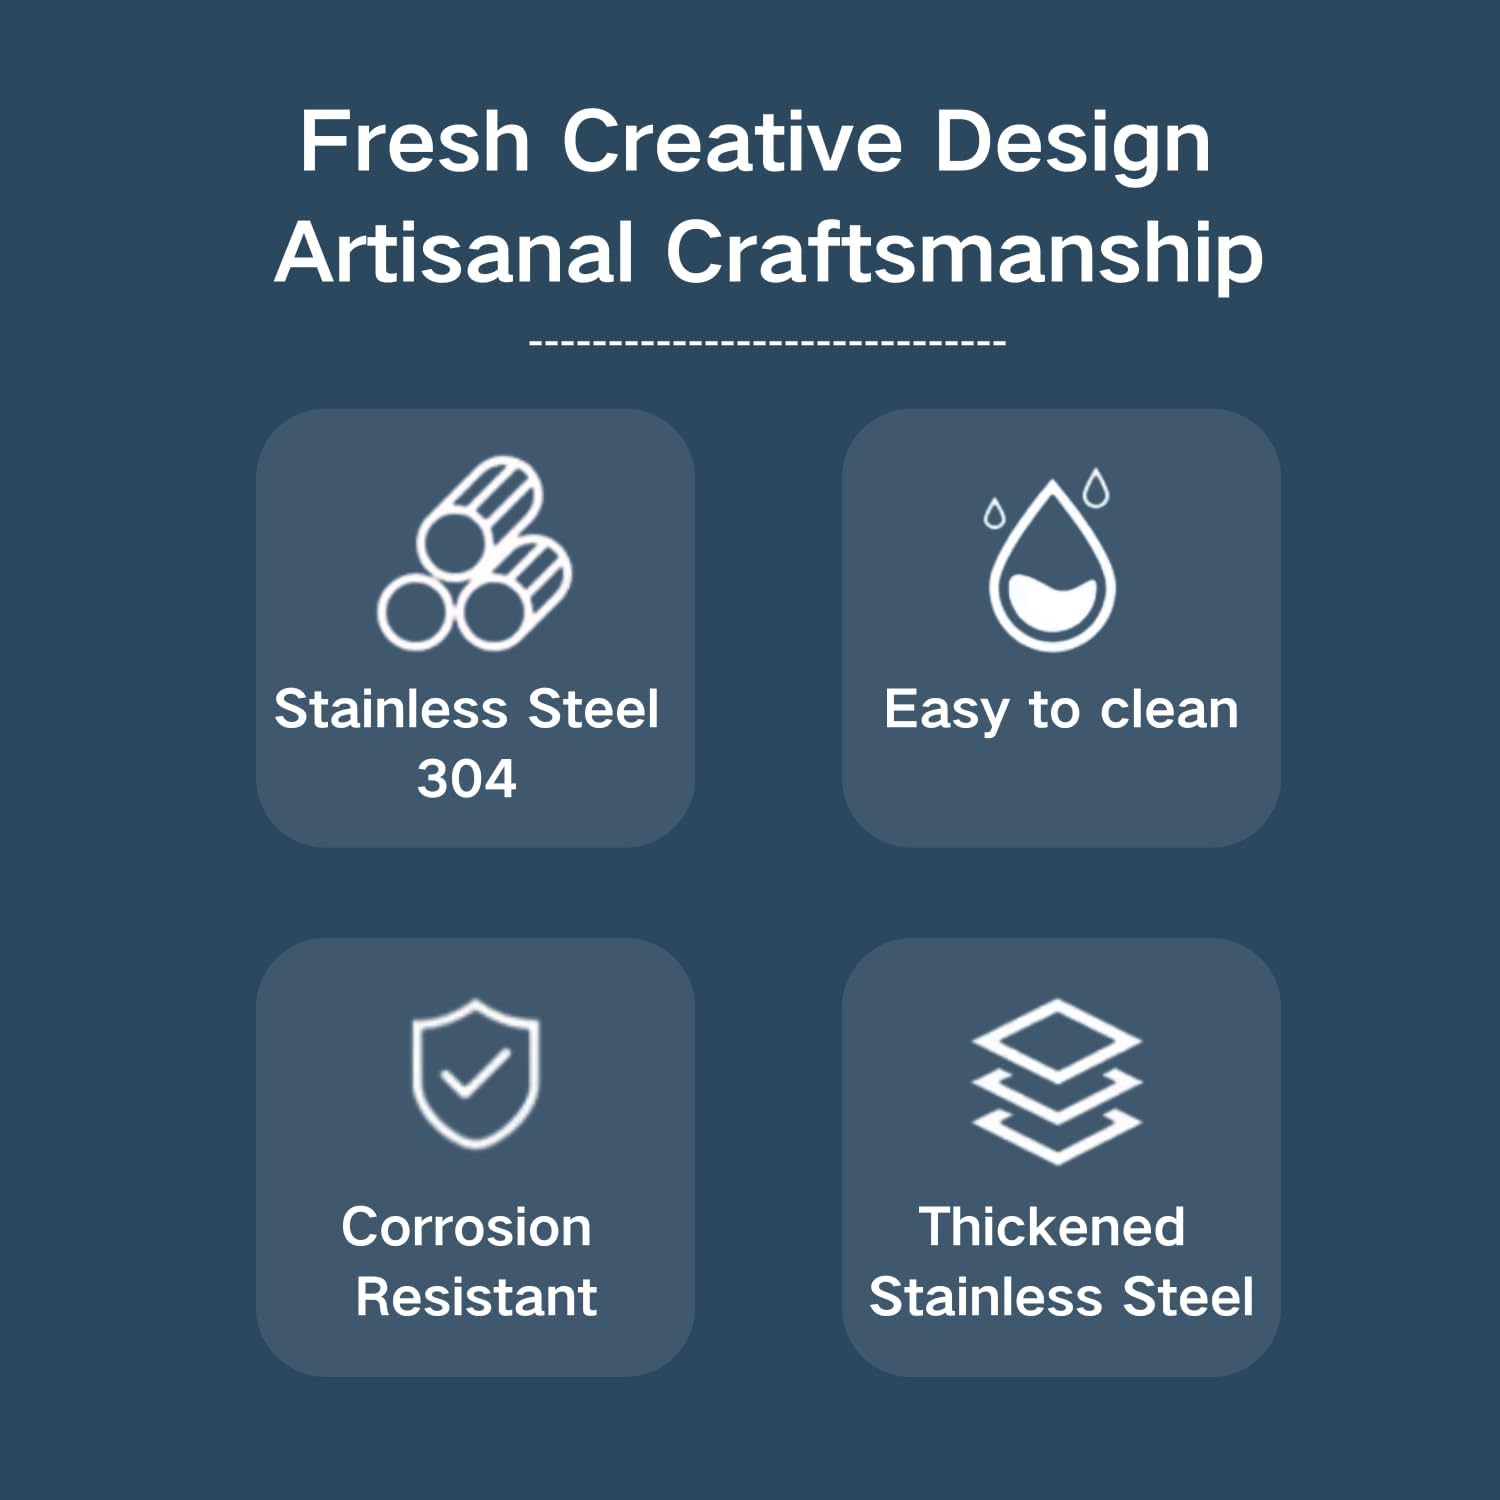 Fresh Creative Design
Artisanal Craftsmanship
------------------------------
Stainless Steel
304
Easy to clean
Corrosion
Resistant
Thickened
Stainless Steel